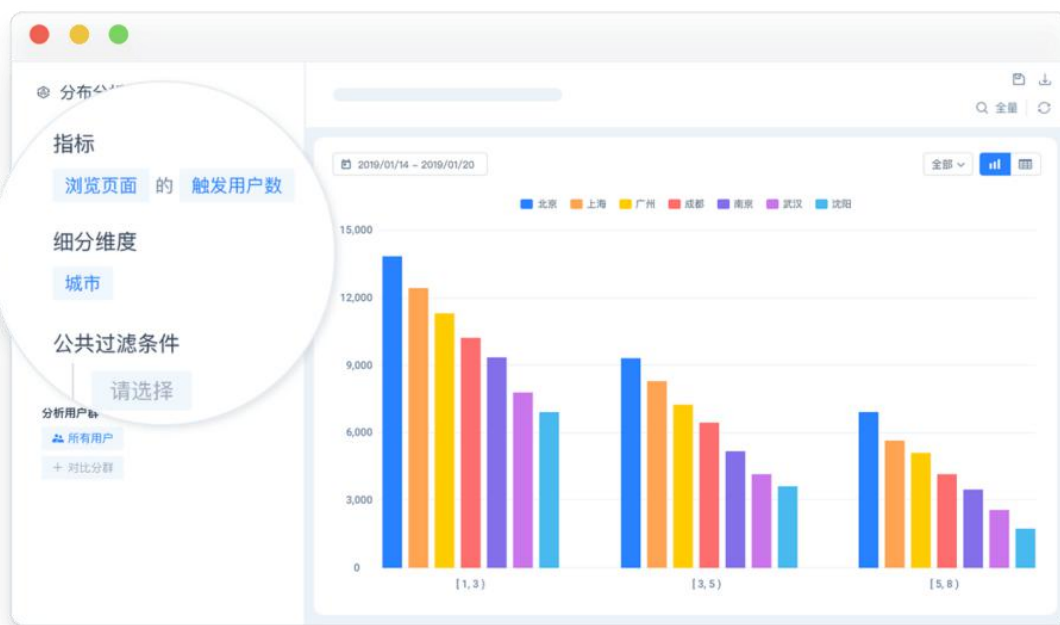 分布分
指标
浏览页面 的 触发用户数
细分维度
城市
公共过滤条件
请选择
分析用户群
所有用户
+ 对比分群
全量
2019/01/14 - 2019/01/20
全部
北京 上海 广州 成都 南京 武汉 沈阳
15,000
12,000
9,000
6,000
3,000
0
[1,3) [3,5) [5,8)